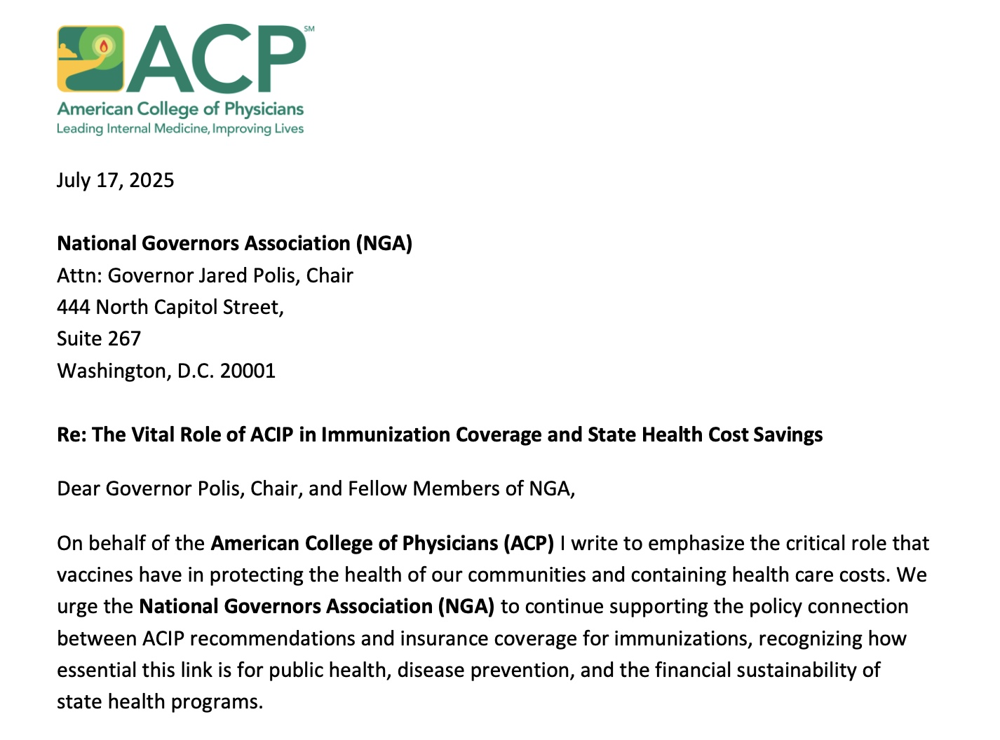 ACP℠
American College of Physicians
Leading Internal Medicine, Improving Lives
July 17, 2025
National Governors Association (NGA)
Attn: Governor Jared Polis, Chair
444 North Capitol Street,
Suite 267
Washington, D.C. 20001
Re: The Vital Role of ACIP in Immunization Coverage and State Health Cost Savings
Dear Governor Polis, Chair, and Fellow Members of NGA,
On behalf of the American College of Physicians (ACP) I write to emphasize the critical role that
vaccines have in protecting the health of our communities and containing health care costs. We
urge the National Governors Association (NGA) to continue supporting the policy connection
between ACIP recommendations and insurance coverage for immunizations, recognizing how
essential this link is for public health, disease prevention, and the financial sustainability of
state health programs.